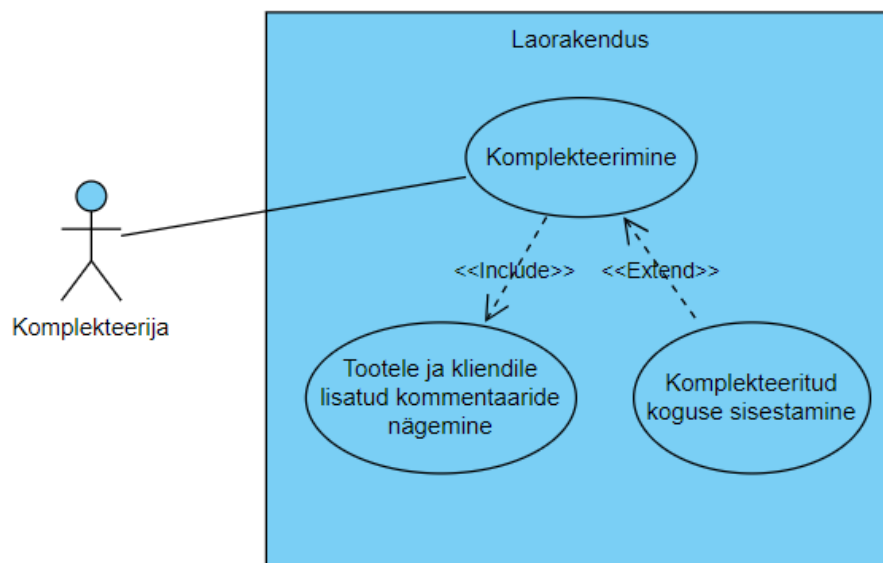 Laorakendus
Komplekteerimine
<<Include>>
<<Extend>>
Komplekteerija
Tootele ja kliendile
lisatud kommentaaride
nägemine
Komplekteeritud
koguse sisestamine